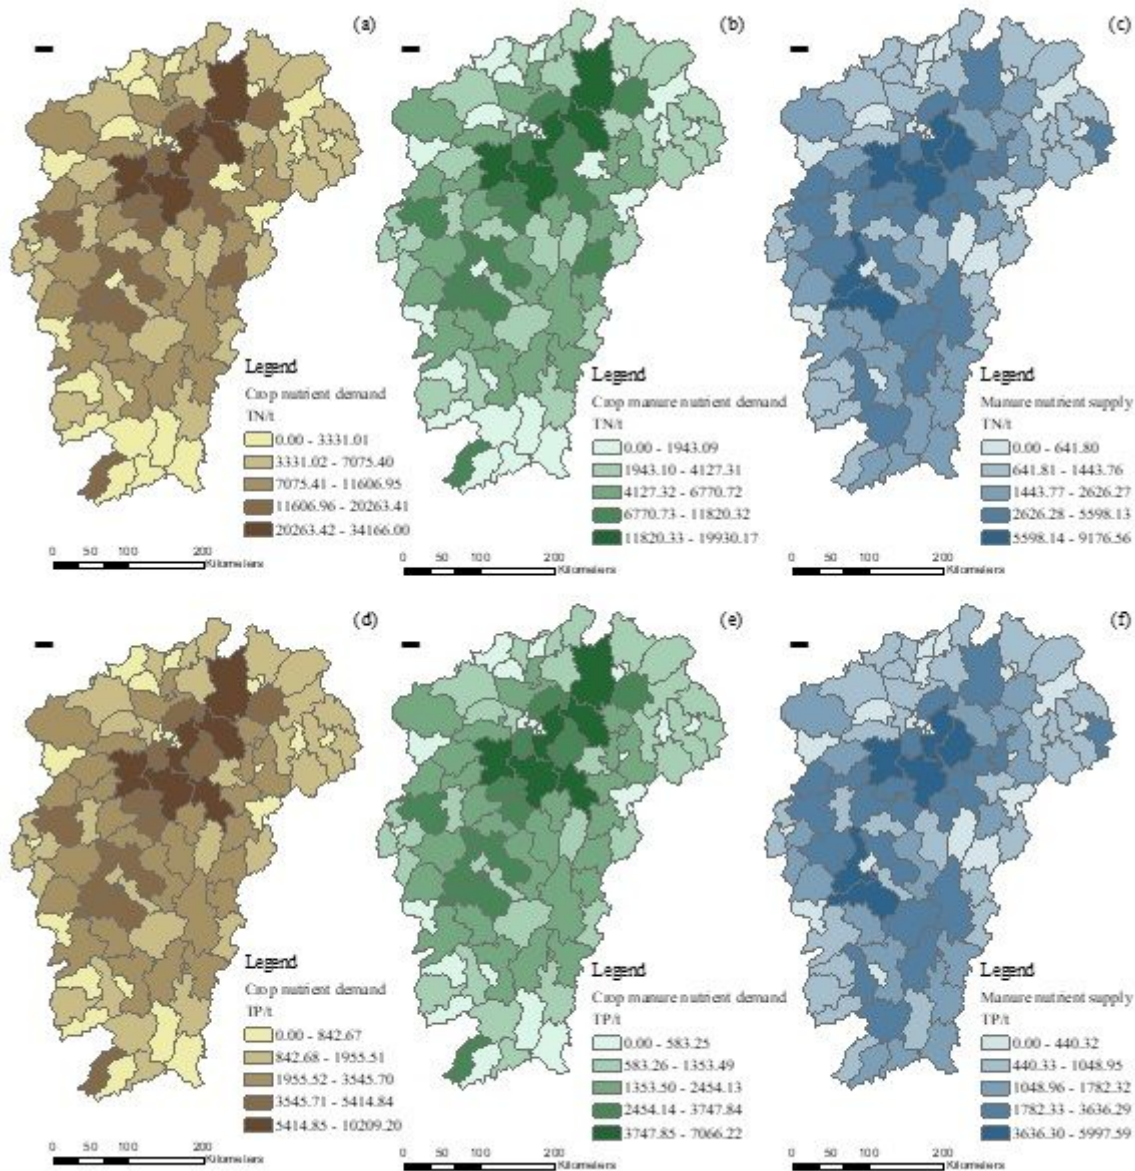 (a)
(b)
(c)
Legend
Crop nutrient demand
TN/t
0.00 - 3331.01
3331.02 - 7075.40
7075.41 - 11606.95
11606.96 - 20263.41
20263.42 - 34166.00
0 50 100 200
Kilometers
Legend
Crop manure nutrient demand
TN/t
0.00 - 1943.09
1943.10 - 4127.31
4127.32 - 6770.72
6770.73 - 11820.32
11820.33 - 19930.17
0 50 100 200
Kilometers
Legend
Manure nutrient supply
TN/t
0.00 - 641.80
641.81 - 1443.76
1443.77 - 2626.27
2626.28 - 5598.13
5598.14 - 9176.56
0 50 100 200
Kilometers
(d)
(e)
(f)
Legend
Crop nutrient demand
TP/t
0.00 - 842.67
842.68 - 1955.51
1955.52 - 3545.70
3545.71 - 5414.84
5414.85 - 10209.20
0 50 100 200
Kilometers
Legend
Crop manure nutrient demand
TP/t
0.00 - 583.25
583.26 - 1353.49
1353.50 - 2454.13
2454.14 - 3747.84
3747.85 - 7066.22
0 50 100 200
Kilometers
Legend
Manure nutrient supply
TP/t
0.00 - 440.32
440.33 - 1048.95
1048.96 - 1782.32
1782.33 - 3636.29
3636.30 - 5997.59
0 50 100 200
Kilometers